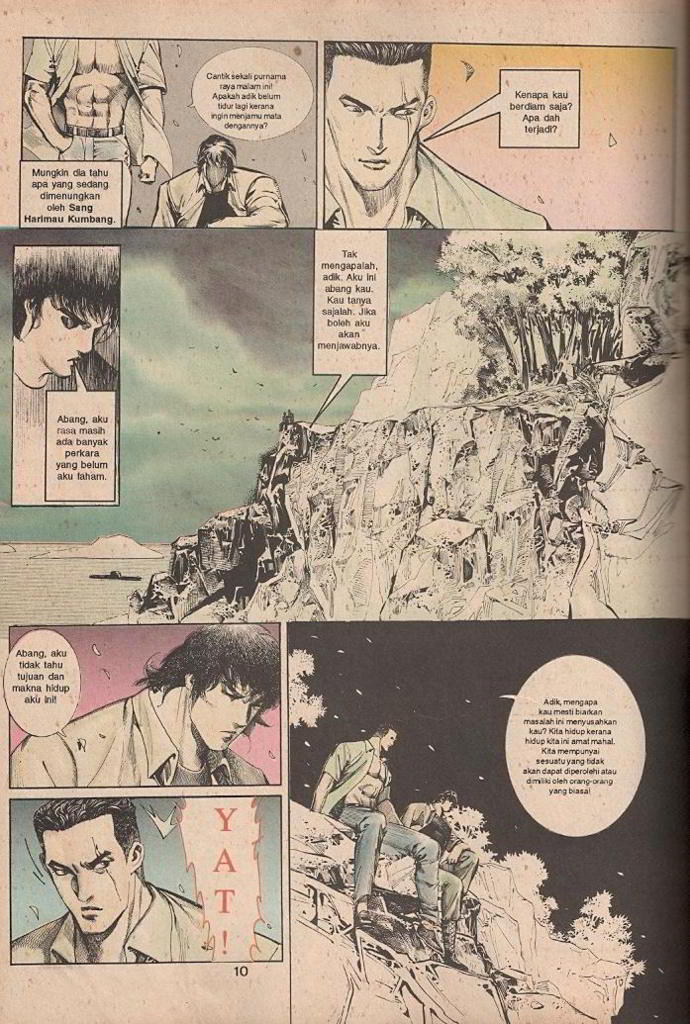 Cantik sekali purnama
raya malam ini!
Apakah adik belum
tidur lagi kerana
ingin menjamu mata
dengannya?
Mungkin dia tahu
apa yang sedang
dimenungkan
oleh Sang
Harimau Kumbang.
Kenapa kau
berdiam saja?
Apa dah
terjadi?
Tak
mengapalah,
adik. Aku ini
abang kau.
Kau tanya
sajalah. Jika
boleh aku
akan
menjawabnya.
Abang, aku
rasa masih
ada banyak
perkara
yang belum
aku faham.
Abang, aku
tidak tahu
tujuan dan
makna hidup
aku ini!
Adik, mengapa
kau mesti biarkan
masalah ini menyusahkan
kau? Kita hidup kerana
hidup kita ini amat mahal.
Kita mempunyai
sesuatu yang tidak
akan dapat diperolehi atau
dimiliki oleh orang-orang
yang biasa!
Y
A
T
!
10